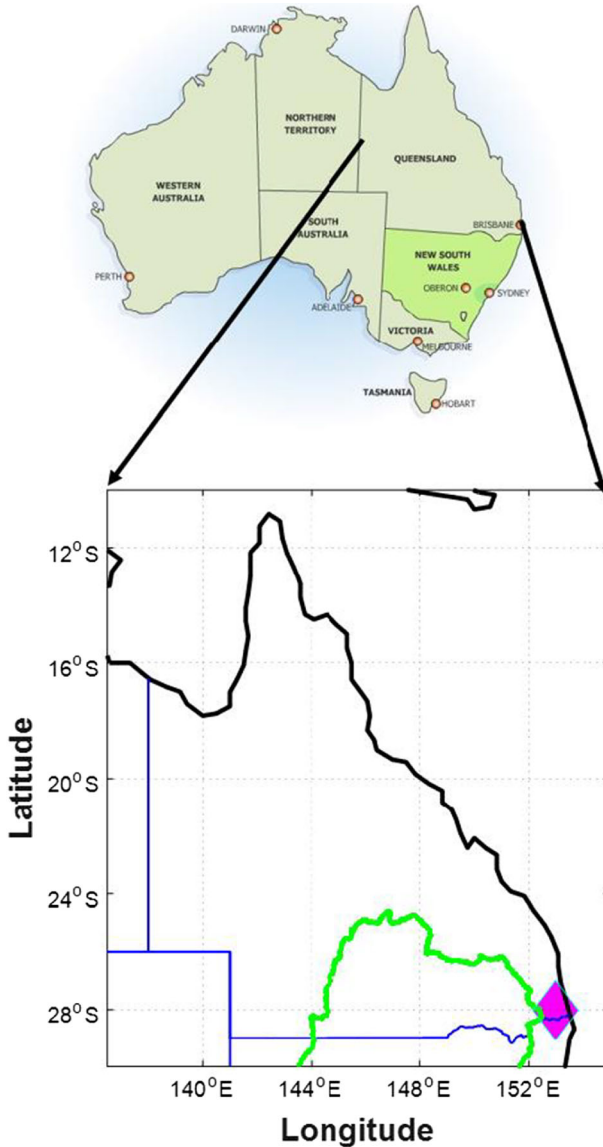 DARWIN
NORTHERN
TERRITORY
QUEENSLAND
WESTERN
AUSTRALIA
SOUTH
AUSTRALIA
BRISBANE
NEW SOUTH
WALES
PERTH
OBERON
SYDNEY
ADELAIDE
VICTORIA
MELBOURNE
TASMANIA
HOBART
12°S
16°S
20°S
24°S
28°S
Latitude
140°E 144°E 148°E 152°E
Longitude